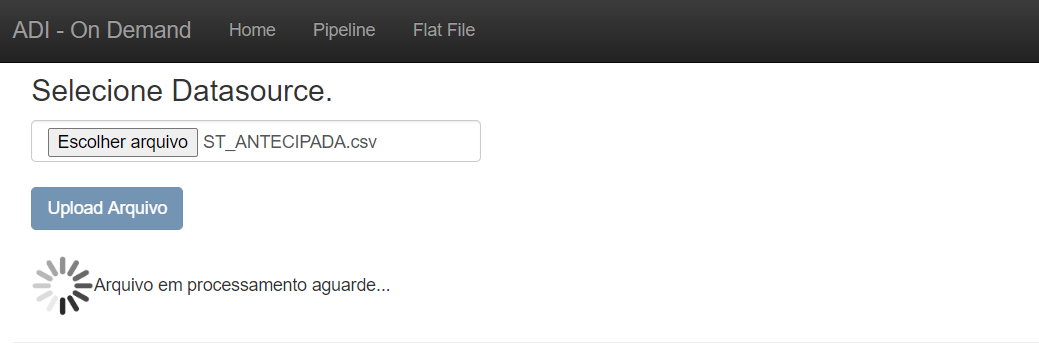 ADI - On Demand Home Pipeline Flat File
Selecione Datasource.
Escolher arquivo ST_ANTECIPADA.csv
Upload Arquivo
Arquivo em processamento aguarde...